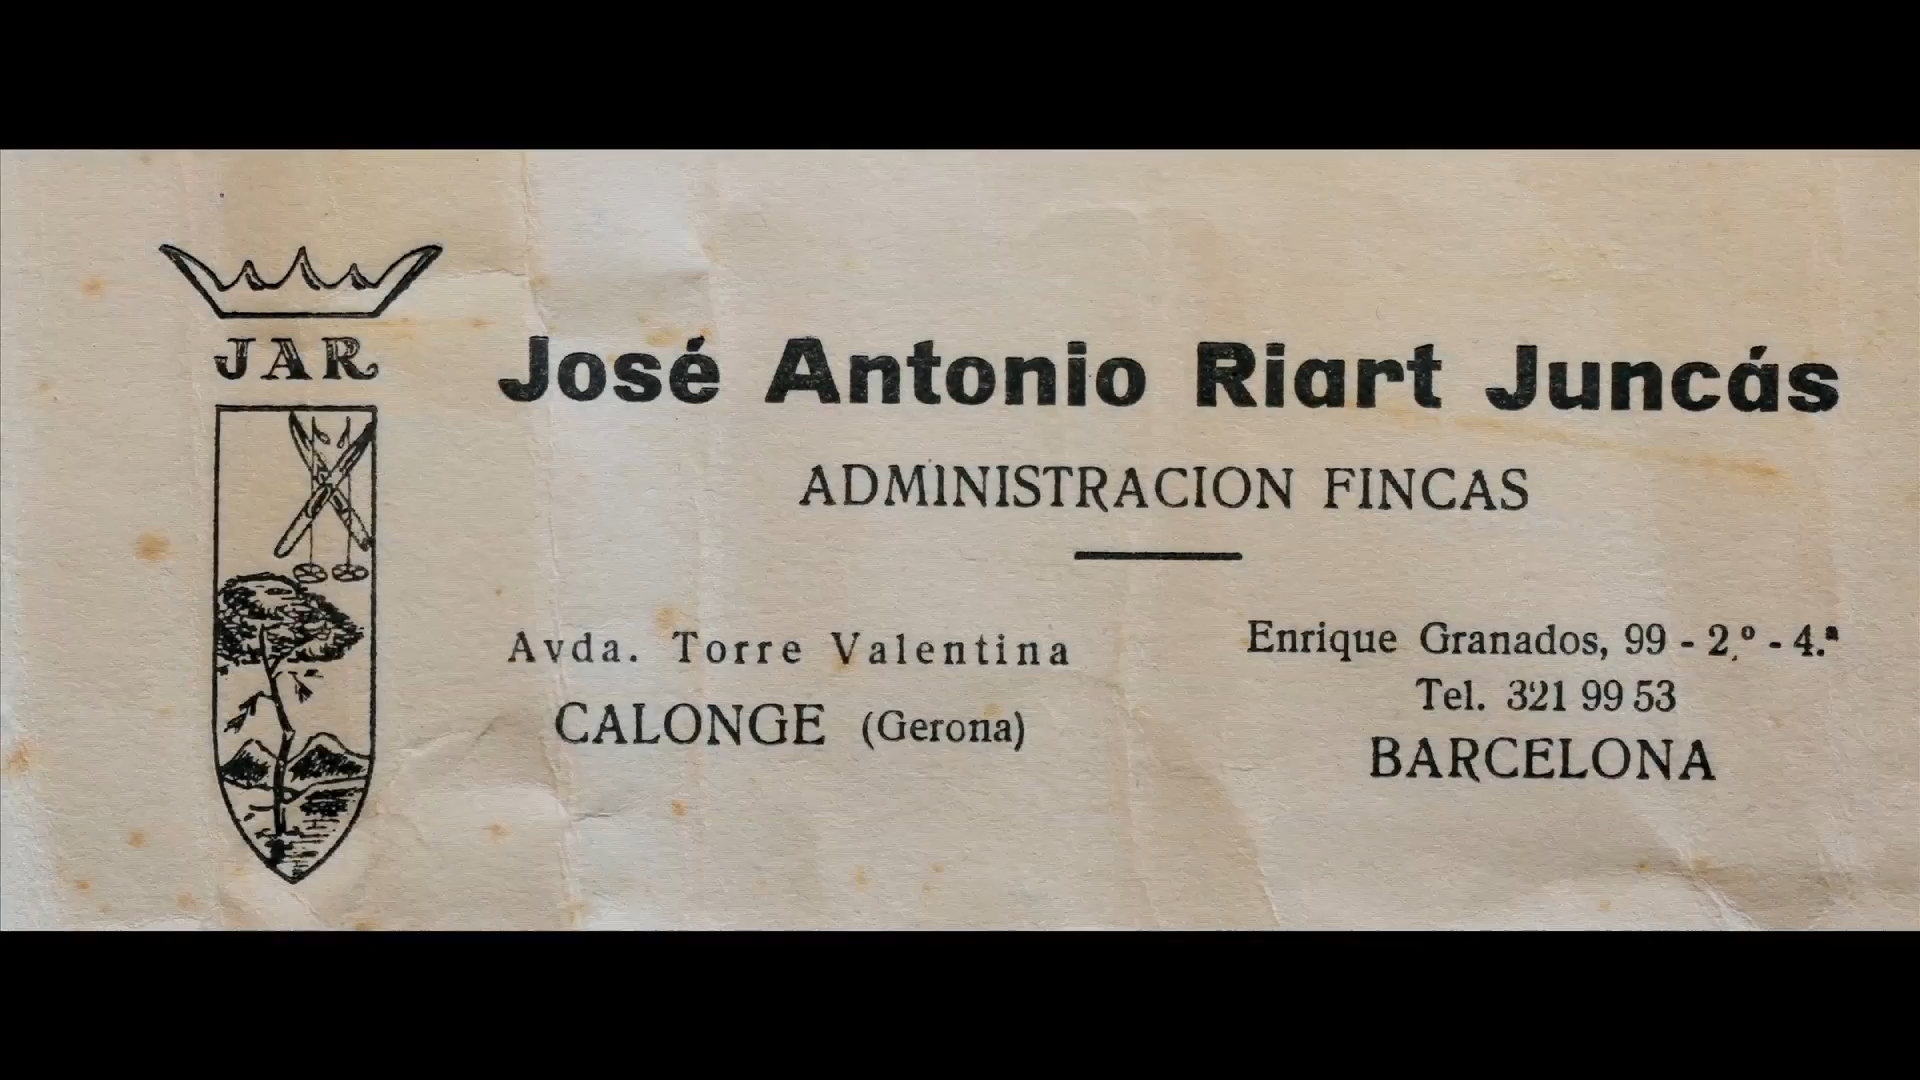 JAR
José Antonio Riart Juncás
ADMINISTRACION FINCAS
Avda. Torre Valentina
CALONGE (Gerona)
Enrique Granados, 99 - 2.º - 4.ª
Tel. 321 99 53
BARCELONA